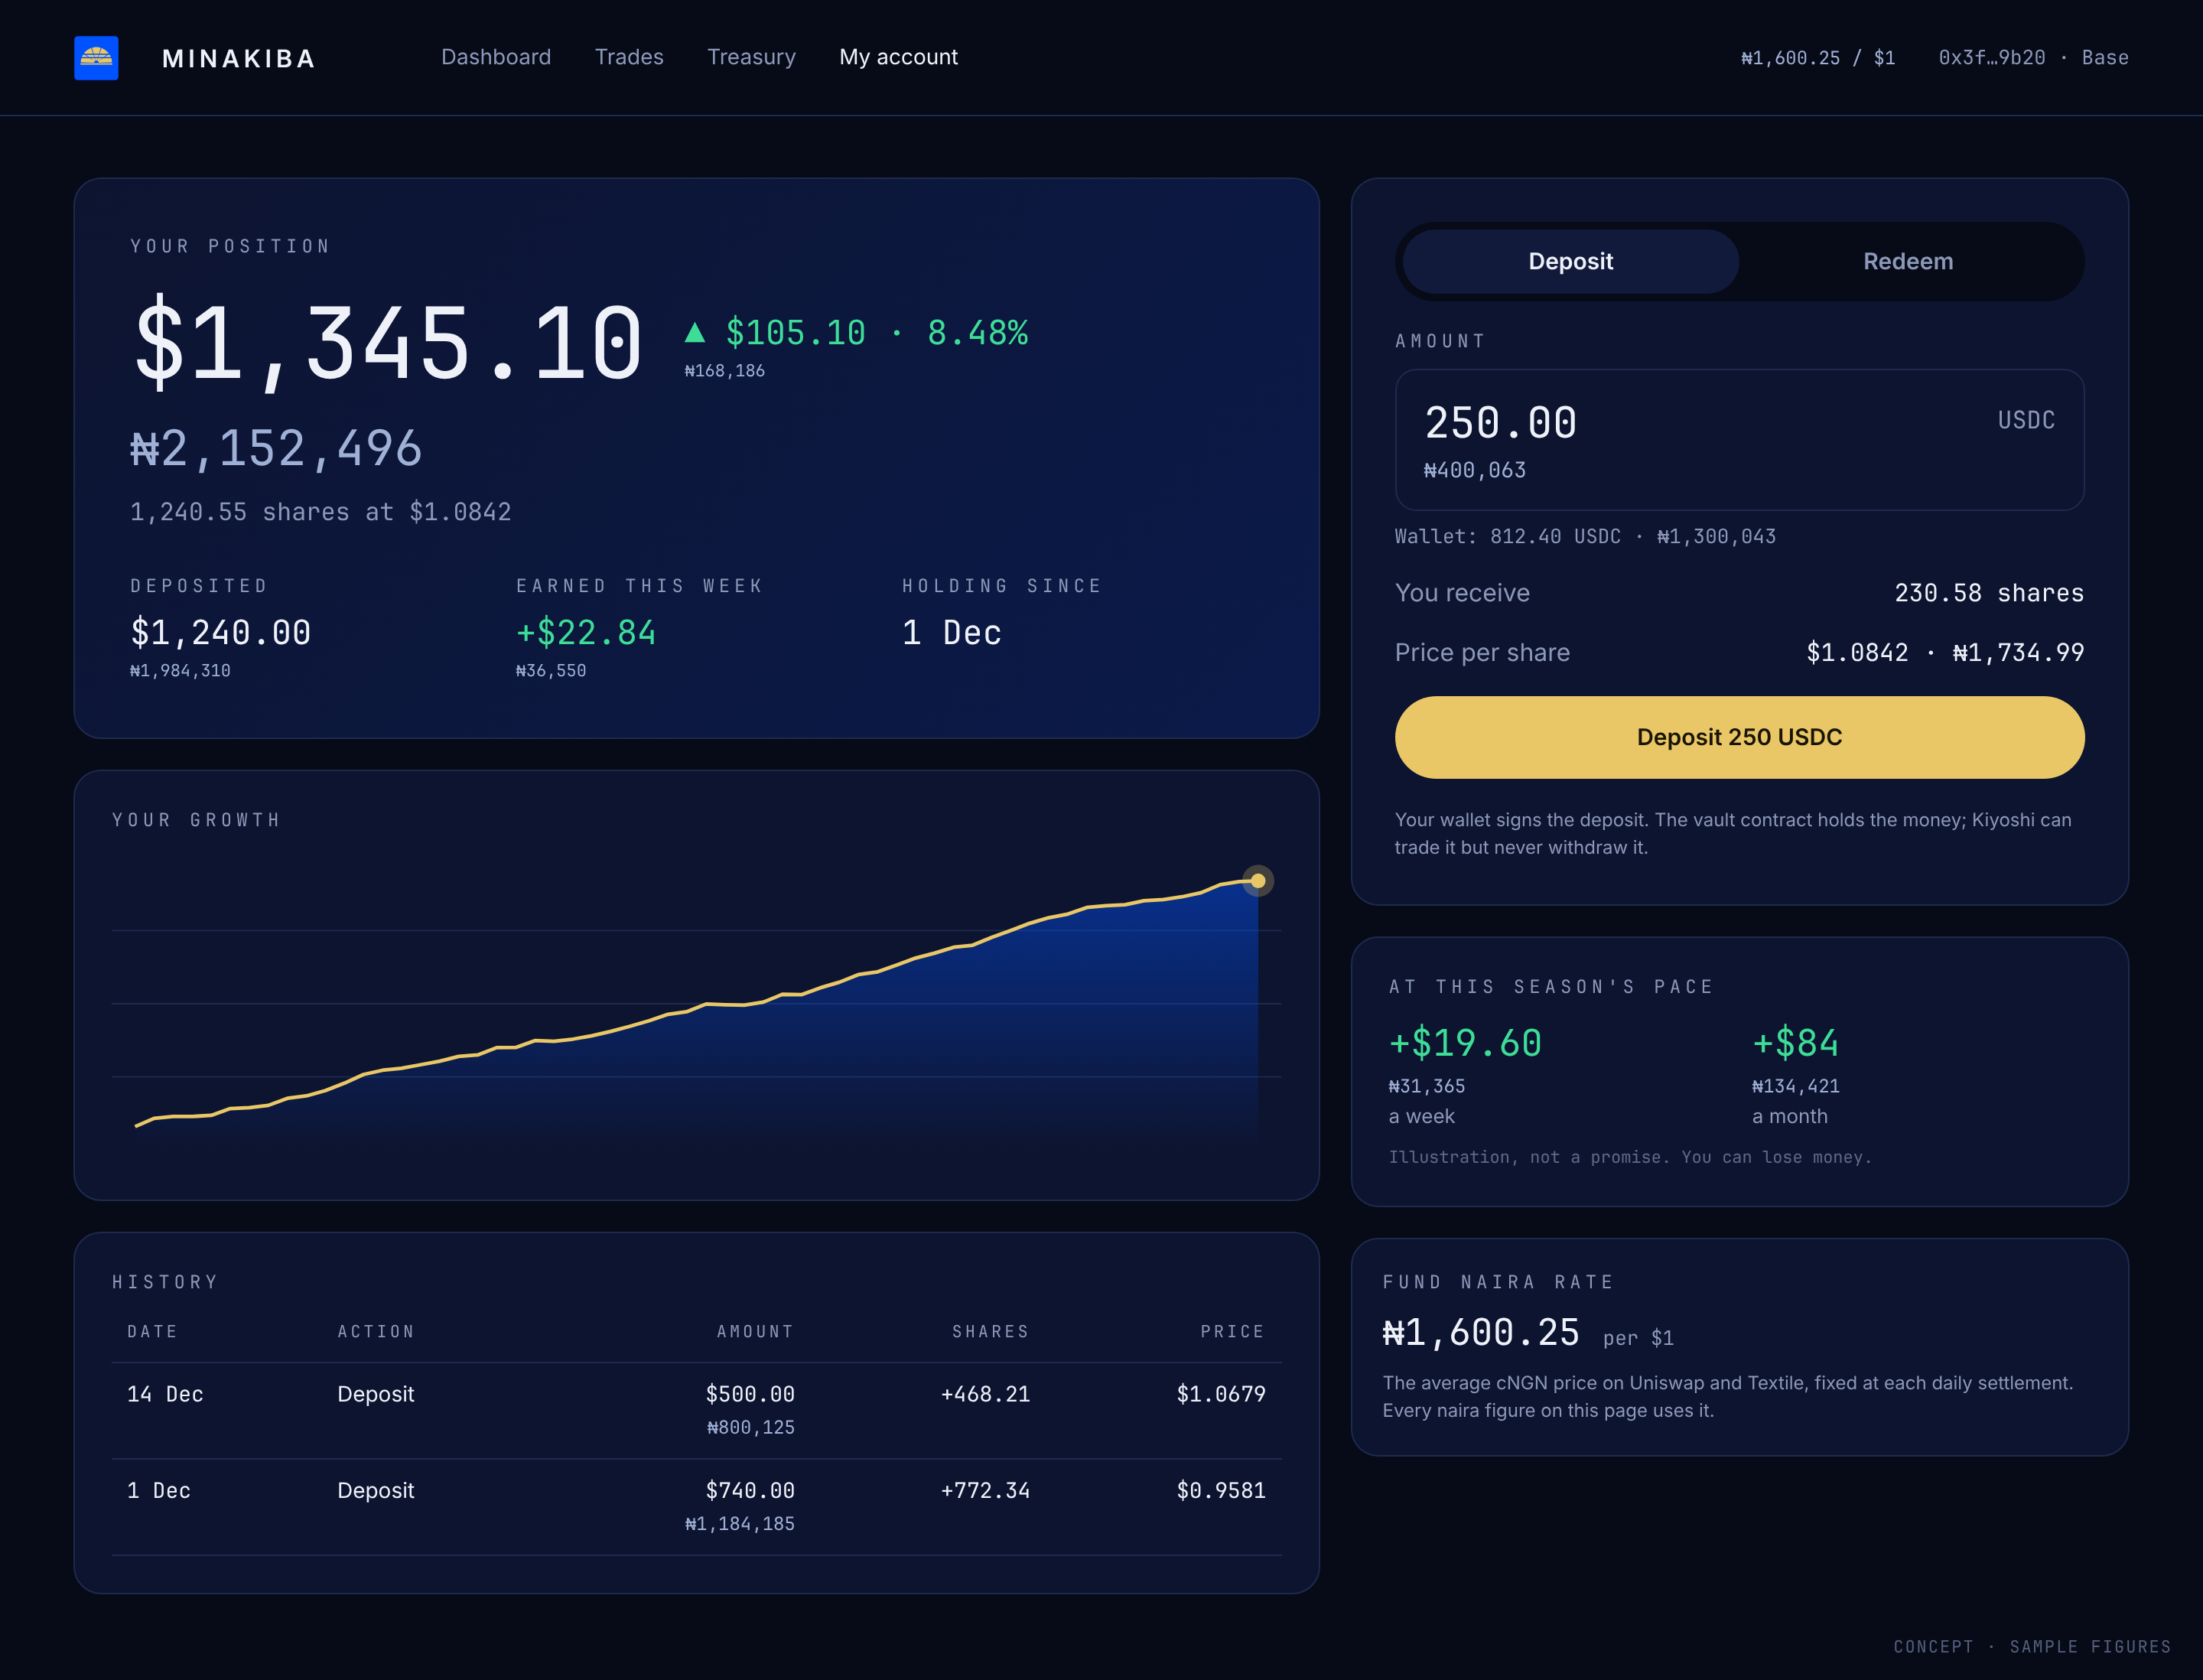 MINAKIBA
Dashboard Trades Treasury My account
₦1,600.25 / $1 0x3f…9b20 · Base
YOUR POSITION
$1,345.10
▲ $105.10 · 8.48%
₦168,186
₦2,152,496
1,240.55 shares at $1.0842
DEPOSITED
$1,240.00
₦1,984,310
EARNED THIS WEEK
+$22.84
₦36,550
HOLDING SINCE
1 Dec
YOUR GROWTH
HISTORY
DATE ACTION AMOUNT SHARES PRICE
14 Dec Deposit $500.00 +468.21 $1.0679
₦800,125
1 Dec Deposit $740.00 +772.34 $0.9581
₦1,184,185
Deposit Redeem
AMOUNT
250.00 USDC
₦400,063
Wallet: 812.40 USDC · ₦1,300,043
You receive 230.58 shares
Price per share $1.0842 · ₦1,734.99
Deposit 250 USDC
Your wallet signs the deposit. The vault contract holds the money; Kiyoshi can
trade it but never withdraw it.
AT THIS SEASON'S PACE
+$19.60
₦31,365
a week
+$84
₦134,421
a month
Illustration, not a promise. You can lose money.
FUND NAIRA RATE
₦1,600.25 per $1
The average cNGN price on Uniswap and Textile, fixed at each daily settlement.
Every naira figure on this page uses it.
CONCEPT · SAMPLE FIGURES